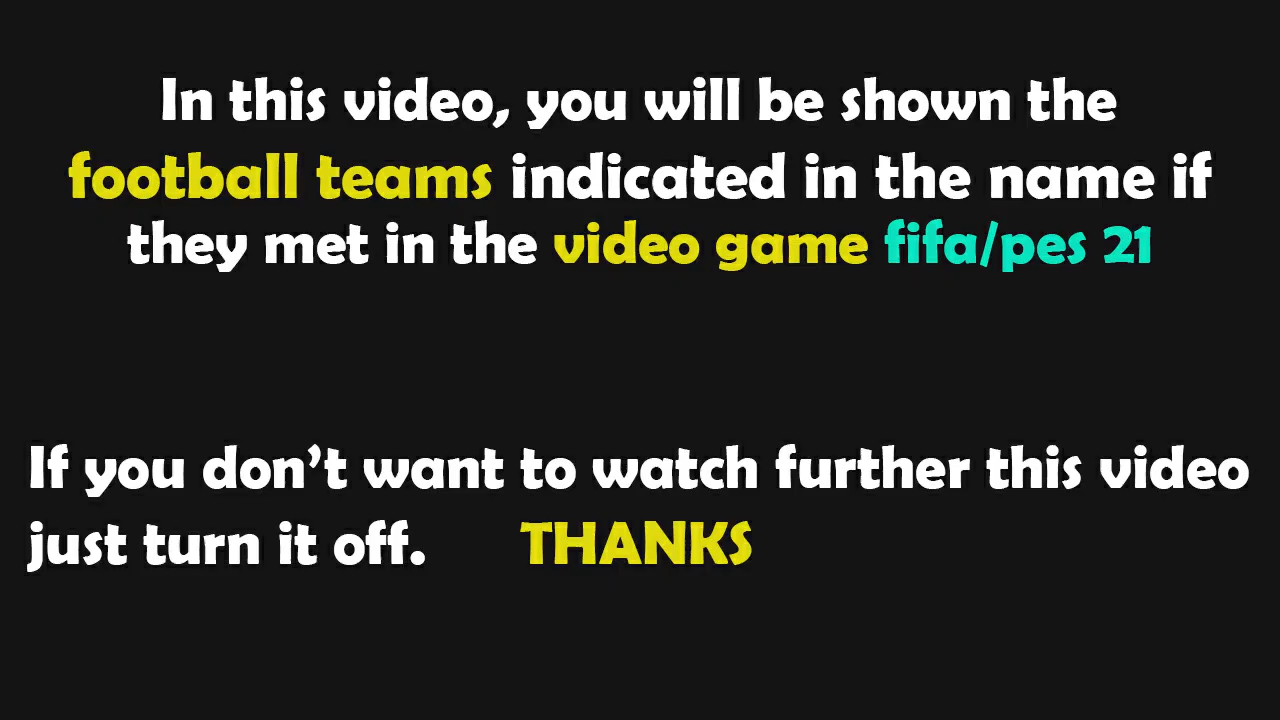 In this video, you will be shown the
football teams indicated in the name if
they met in the video game fifa/pes 21
If you don’t want to watch further this video
just turn it off. THANKS